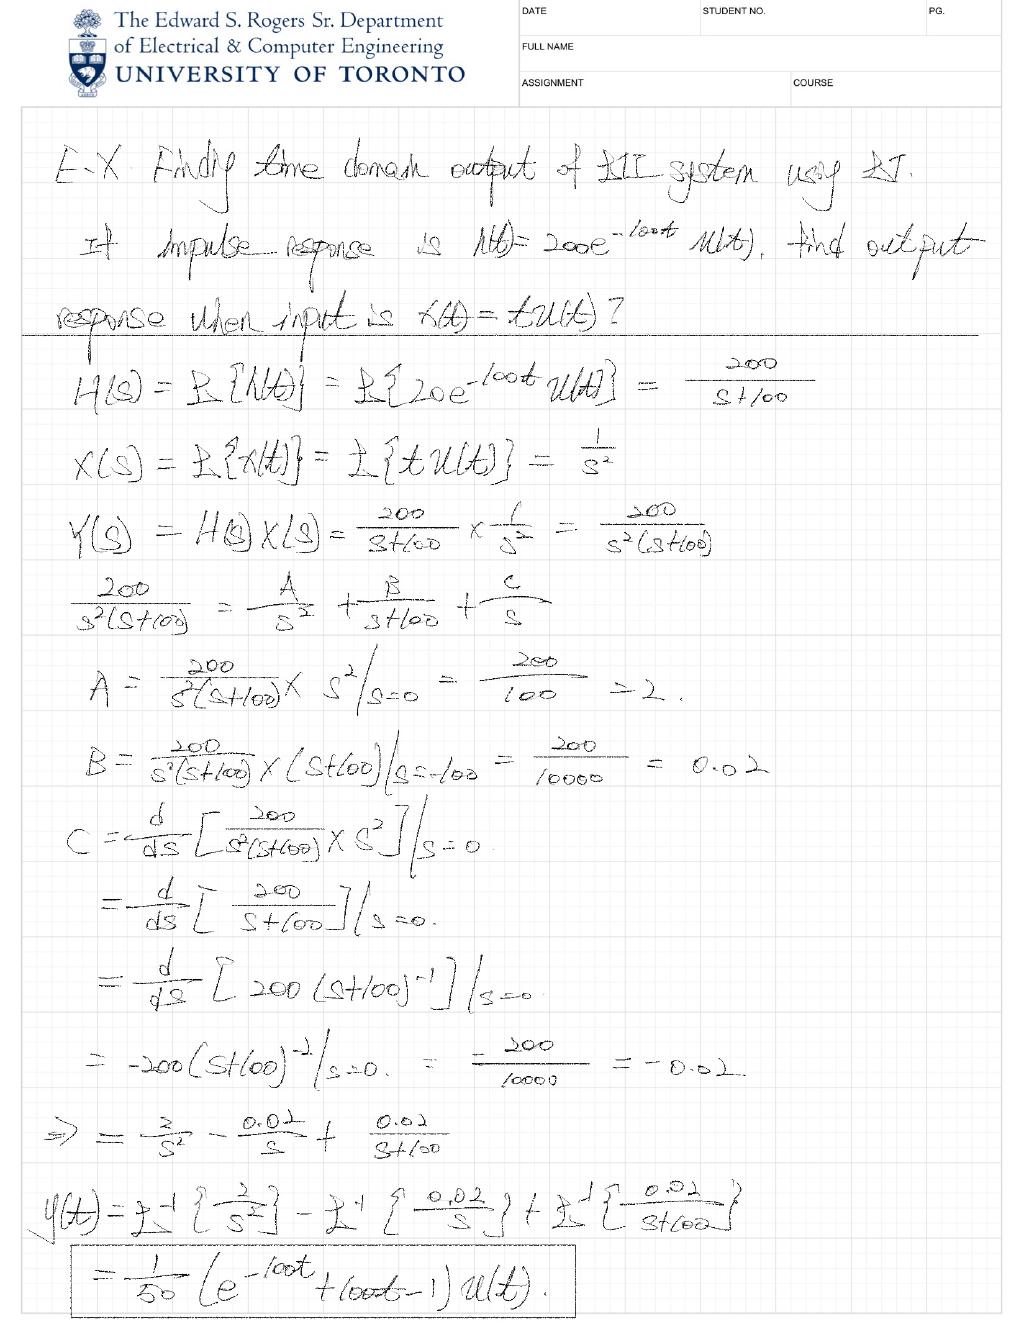 The Edward S. Rogers Sr. Department
of Electrical & Computer Engineering
UNIVERSITY OF TORONTO
DATE
STUDENT NO.
PG.
FULL NAME
ASSIGNMENT
COURSE
E.X. Finding time domain output of LTI system using LT.
If impulse response is h(t) = 200e^{-100t} u(t), find output
response when input is x(t) = tu(t)?
H(s) = ℒ{h(t)} = ℒ{20e^{-100t} u(t)} = 200/(s+100)
X(s) = ℒ{x(t)} = ℒ{t u(t)} = 1/s²
Y(s) = H(s) X(s) = 200/(s+100) × 1/s² = 200/(s²(s+100))
200/(s²(s+100)) = A/s² + B/(s+100) + C/s
A = 200/(s²(s+100)) × s² |s=0 = 200/100 = 2.
B = 200/(s²(s+100)) × (s+100) |s=-100 = 200/10000 = 0.02
C = d/ds [200/(s²(s+100)) × s²] |s=0.
= d/ds [200/(s+100)] |s=0.
= d/ds [200 (s+100)^{-1}] |s=0
= -200(s+100)^{-2} |s=0. = -200/10000 = -0.02.
⇒ = 2/s² - 0.02/s + 0.02/(s+100)
y(t) = ℒ^{-1}{2/s²} - ℒ^{-1}{0.02/s} + ℒ^{-1}{0.02/(s+100)}
= 1/50 (e^{-100t} + 100t - 1) u(t).